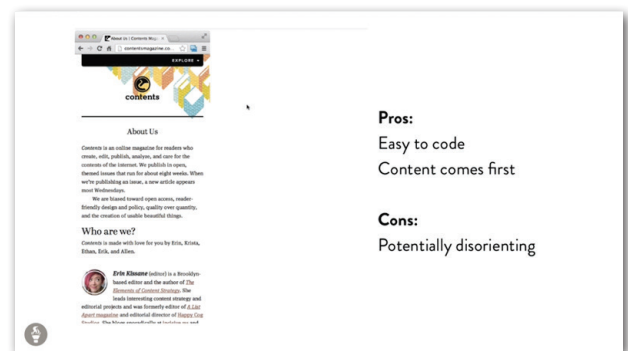 About Us | Contents Mag
contentsmagazine.co
EXPLORE
contents
About Us
Contents is an online magazine for readers who
create, edit, publish, analyze, and care for the
contents of the internet. We publish in open,
themed issues that run for about eight weeks. When
we're publishing an issue, a new article appears
most Wednesdays.
We are biased toward open access, reader-
friendly design and policy, quality over quantity,
and the creation of usable beautiful things.
Who are we?
Contents is made with love for you by Erin, Krista,
Ethan, Erik, and Allen.
Erin Kissane (editor) is a Brooklyn-
based editor and the author of The
Elements of Content Strategy. She
leads interesting content strategy and
editorial projects and was formerly editor of A List
Apart magazine and editorial director of Happy Cog
Pros:
Easy to code
Content comes first
Cons:
Potentially disorienting